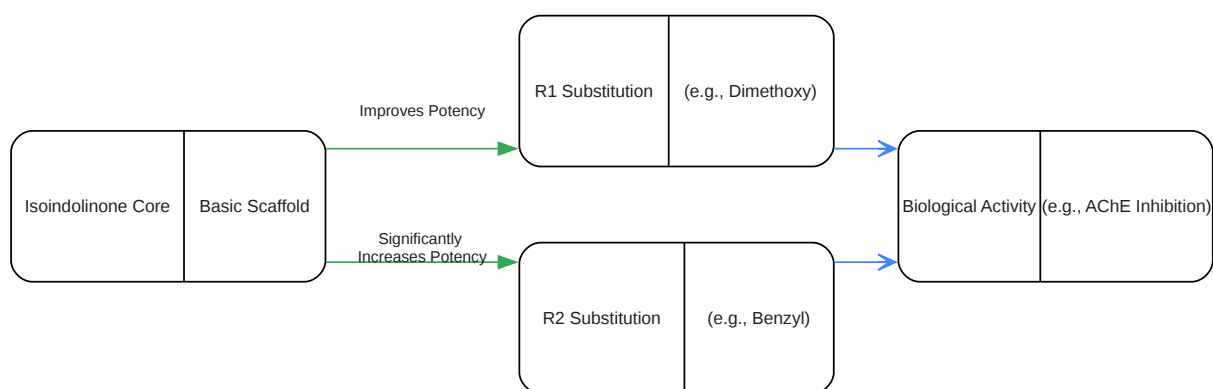 Isoindolinone Core
Basic Scaffold
Improves Potency
Significantly
Increases Potency
R1 Substitution
(e.g., Dimethoxy)
R2 Substitution
(e.g., Benzyl)
Biological Activity
(e.g., AChE Inhibition)